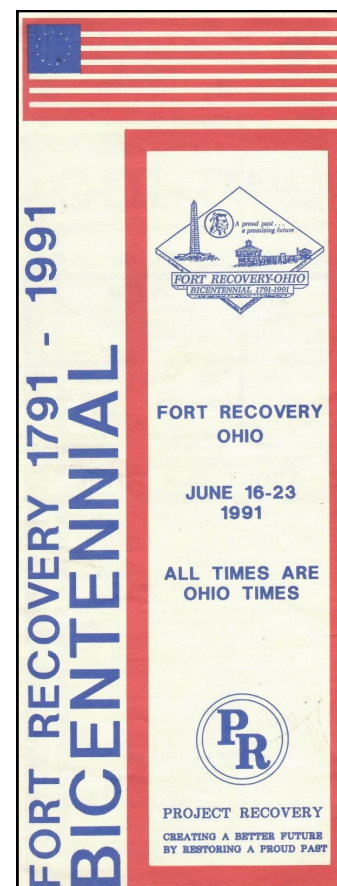 FORT RECOVERY 1791 - 1991
BICENTENNIAL
A proud past . . .
a promising future
FORT RECOVERY-OHIO
BICENTENNIAL 1791-1991
FORT RECOVERY
OHIO
JUNE 16-23
1991
ALL TIMES ARE
OHIO TIMES
PR
PROJECT RECOVERY
CREATING A BETTER FUTURE
BY RESTORING A PROUD PAST